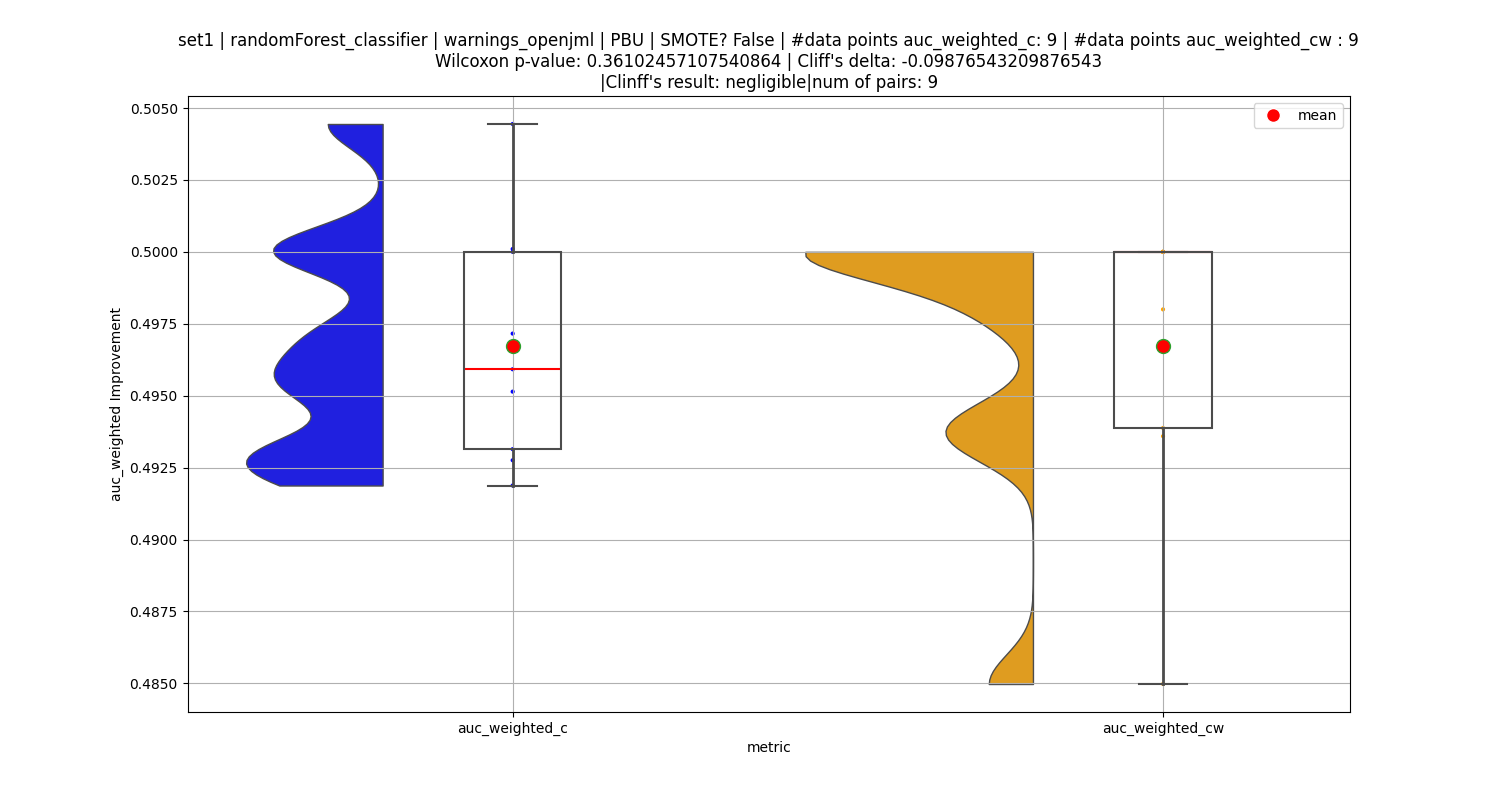 set1 | randomForest_classifier | warnings_openjml | PBU | SMOTE? False | #data points auc_weighted_c: 9 | #data points auc_weighted_cw : 9
Wilcoxon p-value: 0.36102457107540864 | Cliff's delta: -0.09876543209876543
|Clinff's result: negligible|num of pairs: 9
mean
0.5050
0.5025
0.5000
0.4975
0.4950
0.4925
0.4900
0.4875
0.4850
auc_weighted Improvement
auc_weighted_c
auc_weighted_cw
metric